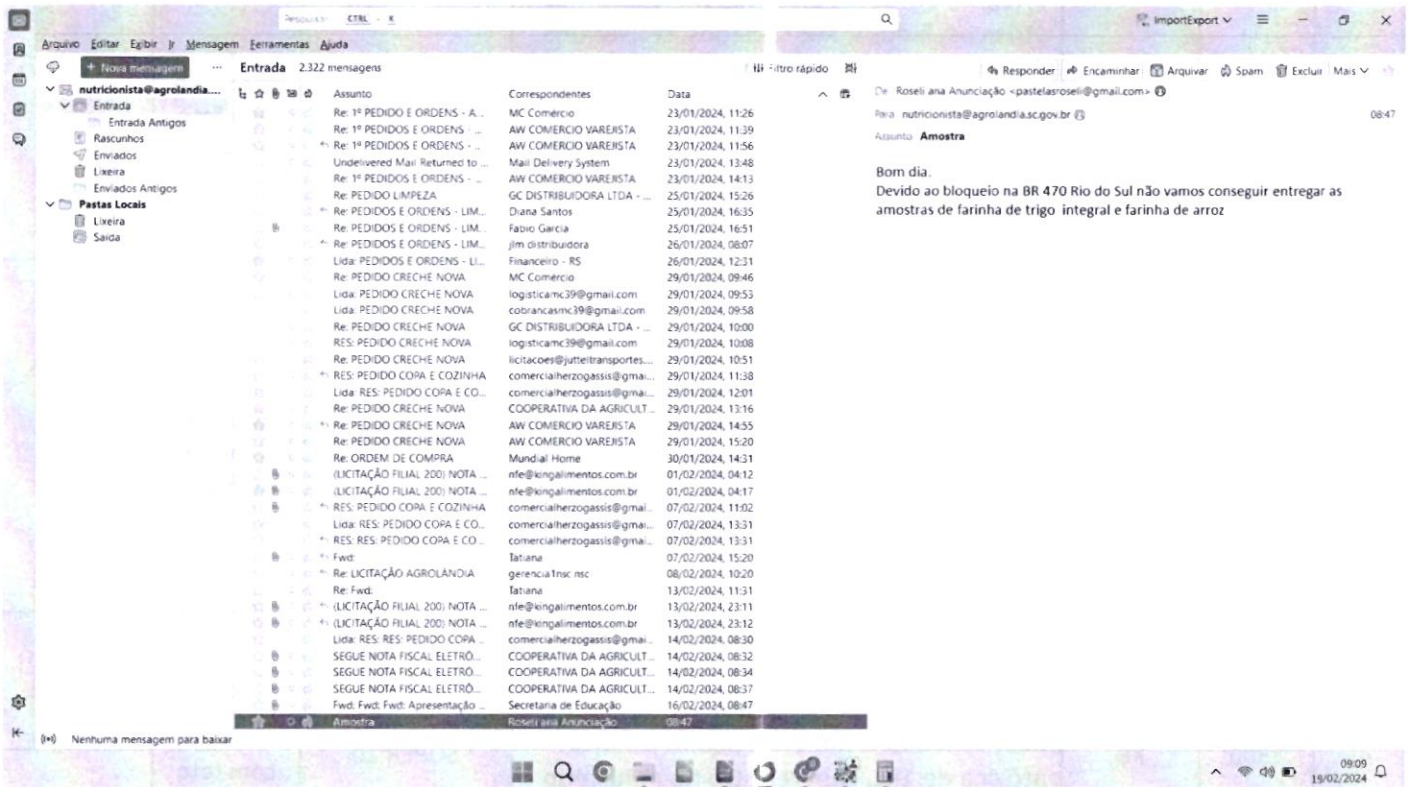 Pesquisar CTRL + K
ImportExport
Arquivo Editar Exibir Ir Mensagem Ferramentas Ajuda
+ Nova mensagem ... Entrada 2.322 mensagens Filtro rápido
Responder Encaminhar Arquivar Spam Excluir Mais
nutricionista@agrolandia....
Entrada
Entrada Antigos
Rascunhos
Enviados
Lixeira
Enviados Antigos
Pastas Locais
Lixeira
Saída
Assunto Correspondentes Data
Re: 1º PEDIDO E ORDENS - A... MC Comércio 23/01/2024, 11:26
Re: 1º PEDIDOS E ORDENS - ... AW COMERCIO VAREJISTA 23/01/2024, 11:39
Re: 1º PEDIDOS E ORDENS - ... AW COMERCIO VAREJISTA 23/01/2024, 11:56
Undelivered Mail Returned to ... Mail Delivery System 23/01/2024, 13:48
Re: 1º PEDIDOS E ORDENS - ... AW COMERCIO VAREJISTA 23/01/2024, 14:13
Re: PEDIDO LIMPEZA GC DISTRIBUIDORA LTDA - ... 25/01/2024, 15:26
Re: PEDIDOS E ORDENS - LIM... Diana Santos 25/01/2024, 16:35
Re: PEDIDOS E ORDENS - LIM... Fabio Garcia 25/01/2024, 16:51
Re: PEDIDOS E ORDENS - LIM... jlm distribuidora 26/01/2024, 08:07
Lida: PEDIDOS E ORDENS - LI... Financeiro - RS 26/01/2024, 12:31
Re: PEDIDO CRECHE NOVA MC Comércio 29/01/2024, 09:46
Lida: PEDIDO CRECHE NOVA logisticamc39@gmail.com 29/01/2024, 09:53
Lida: PEDIDO CRECHE NOVA cobrancasmc39@gmail.com 29/01/2024, 09:58
Re: PEDIDO CRECHE NOVA GC DISTRIBUIDORA LTDA - ... 29/01/2024, 10:00
RES: PEDIDO CRECHE NOVA logisticamc39@gmail.com 29/01/2024, 10:08
Re: PEDIDO CRECHE NOVA licitacoes@jutteltransportes.... 29/01/2024, 10:51
RES: PEDIDO COPA E COZINHA comercialherzogassis@gmai... 29/01/2024, 11:38
Lida: RES: PEDIDO COPA E CO... comercialherzogassis@gmai... 29/01/2024, 12:01
Re: PEDIDO CRECHE NOVA COOPERATIVA DA AGRICULT... 29/01/2024, 13:16
Re: PEDIDO CRECHE NOVA AW COMERCIO VAREJISTA 29/01/2024, 14:55
Re: PEDIDO CRECHE NOVA AW COMERCIO VAREJISTA 29/01/2024, 15:20
Re: ORDEM DE COMPRA Mundial Home 30/01/2024, 14:31
(LICITAÇÃO FILIAL 200) NOTA ... nfe@kingalimentos.com.br 01/02/2024, 04:12
(LICITAÇÃO FILIAL 200) NOTA ... nfe@kingalimentos.com.br 01/02/2024, 04:17
RES: PEDIDO COPA E COZINHA comercialherzogassis@gmai... 07/02/2024, 11:02
Lida: RES: PEDIDO COPA E CO... comercialherzogassis@gmai... 07/02/2024, 13:31
RES: RES: PEDIDO COPA E CO... comercialherzogassis@gmai... 07/02/2024, 13:31
Fwd: Tatiana 07/02/2024, 15:20
Re: LICITAÇÃO AGROLÂNDIA gerencia1nsc nsc 08/02/2024, 10:20
Re: Fwd: Tatiana 13/02/2024, 11:31
(LICITAÇÃO FILIAL 200) NOTA ... nfe@kingalimentos.com.br 13/02/2024, 23:11
(LICITAÇÃO FILIAL 200) NOTA ... nfe@kingalimentos.com.br 13/02/2024, 23:12
Lida: RES: RES: PEDIDO COPA ... comercialherzogassis@gmai... 14/02/2024, 08:30
SEGUE NOTA FISCAL ELETRÔ... COOPERATIVA DA AGRICULT... 14/02/2024, 08:32
SEGUE NOTA FISCAL ELETRÔ... COOPERATIVA DA AGRICULT... 14/02/2024, 08:34
SEGUE NOTA FISCAL ELETRÔ... COOPERATIVA DA AGRICULT... 14/02/2024, 08:37
Fwd: Fwd: Fwd: Apresentação ... Secretaria de Educação 16/02/2024, 08:47
Amostra Roseli ana Anunciação 08:47
De Roseli ana Anunciação <pastelasroseli@gmail.com>
Para nutricionista@agrolandia.sc.gov.br 08:47
Assunto Amostra
Bom dia.
Devido ao bloqueio na BR 470 Rio do Sul não vamos conseguir entregar as
amostras de farinha de trigo integral e farinha de arroz
Nenhuma mensagem para baixar
09:09
19/02/2024